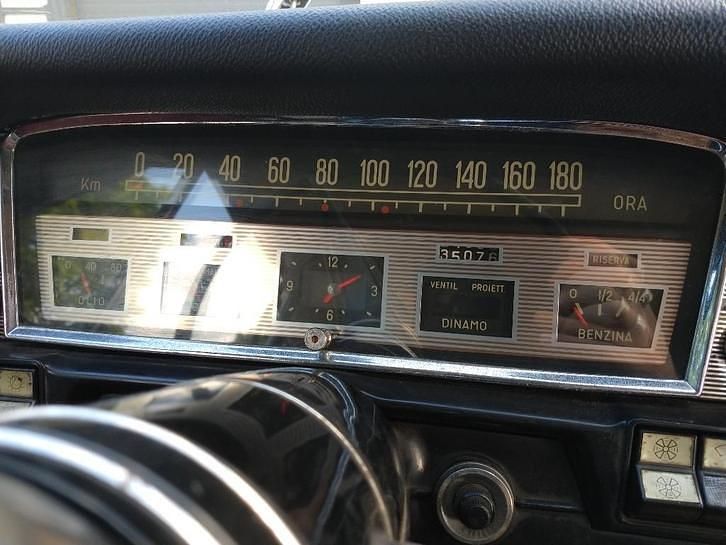 0 20 40 60 80 100 120 140 160 180
Km
ORA
35076
RISERVA
0 40 80
OLIO
12
9 3
6
VENTIL PROIETT
DINAMO
0 1/2 4/4
BENZINA